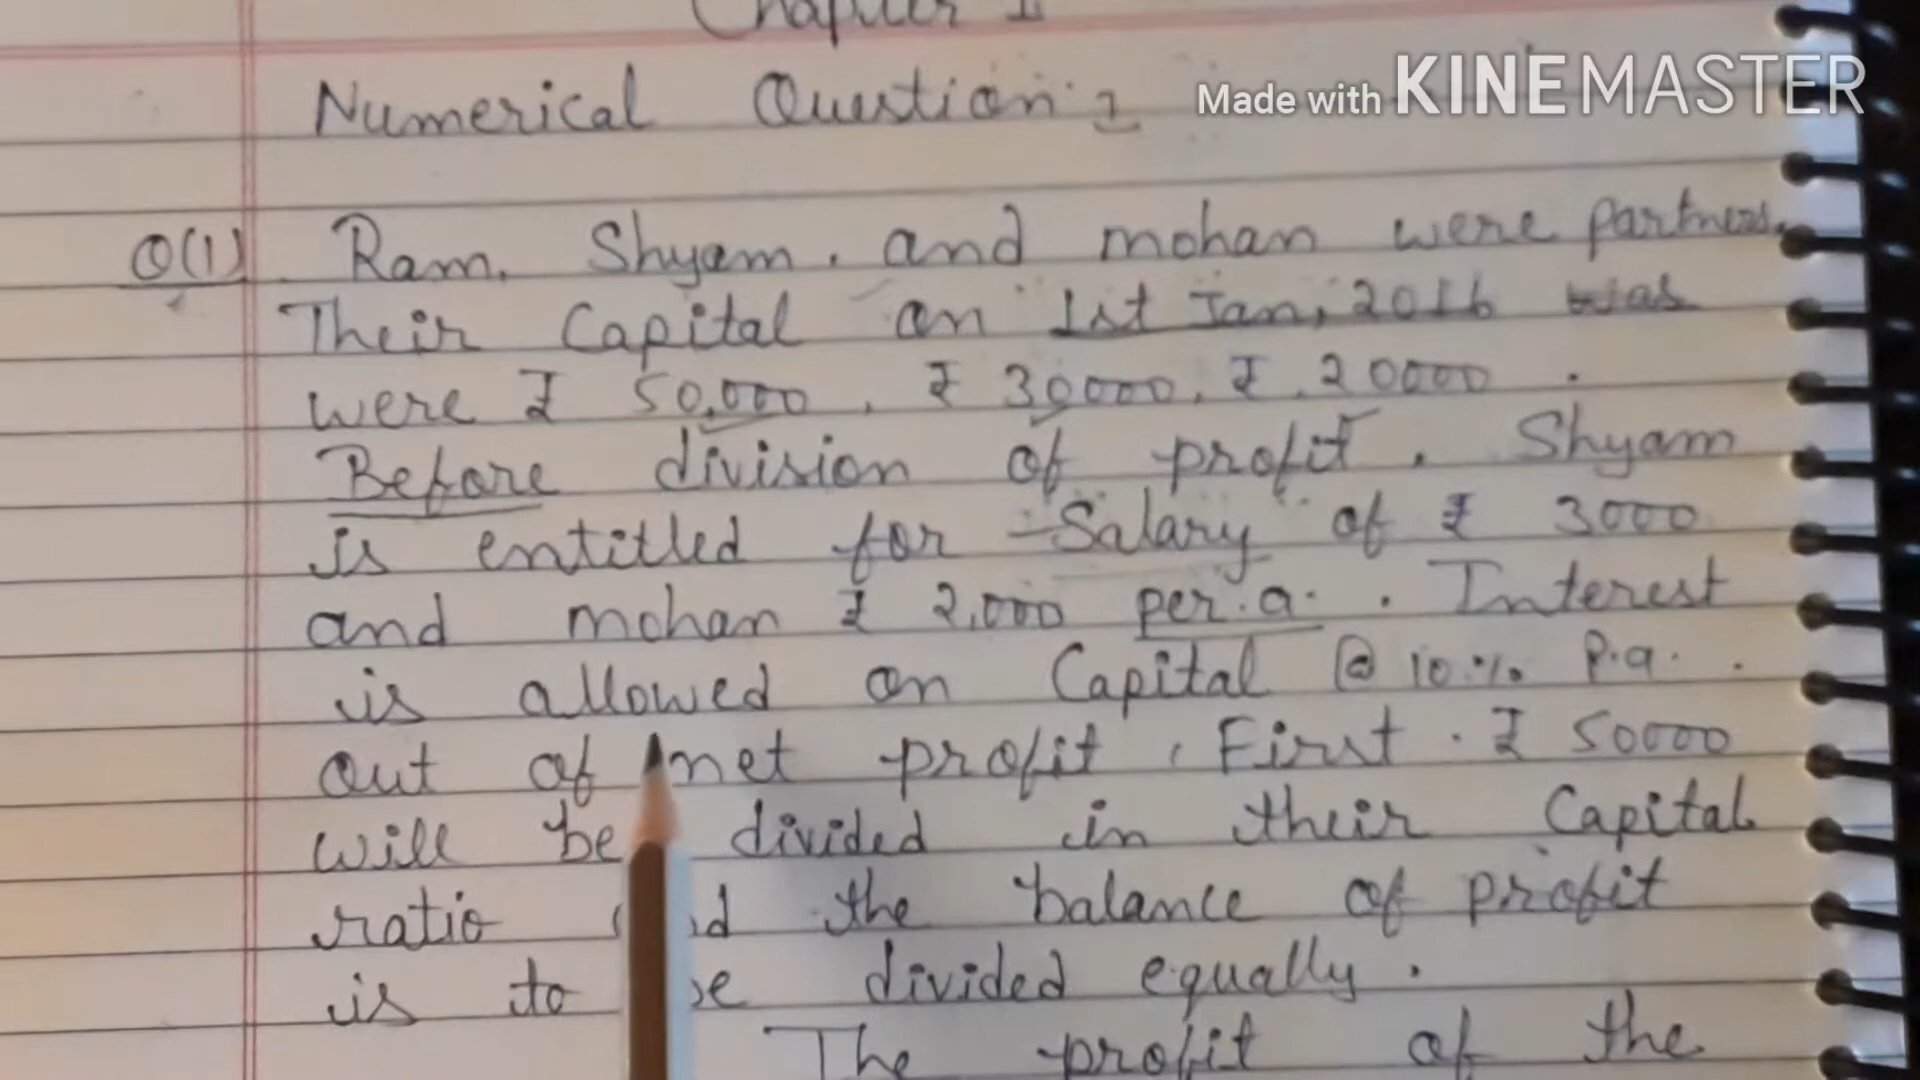 Chapter 1
Made with KINEMASTER
Numerical Question :-
Q(1) Ram, Shyam, and mohan were partners.
Their Capital on 1st Jan, 2016 was
were ₹ 50,000, ₹ 30000, ₹ 20000.
Before division of profit, Shyam
is entitled for Salary of ₹ 3000
and mohan ₹ 2,000 per.a. Interest
is allowed on Capital @ 10% P.a.
out of net profit, First ₹ 50000
will be divided in their Capital
ratio the balance of profit
is to divided equally.
The profit of the